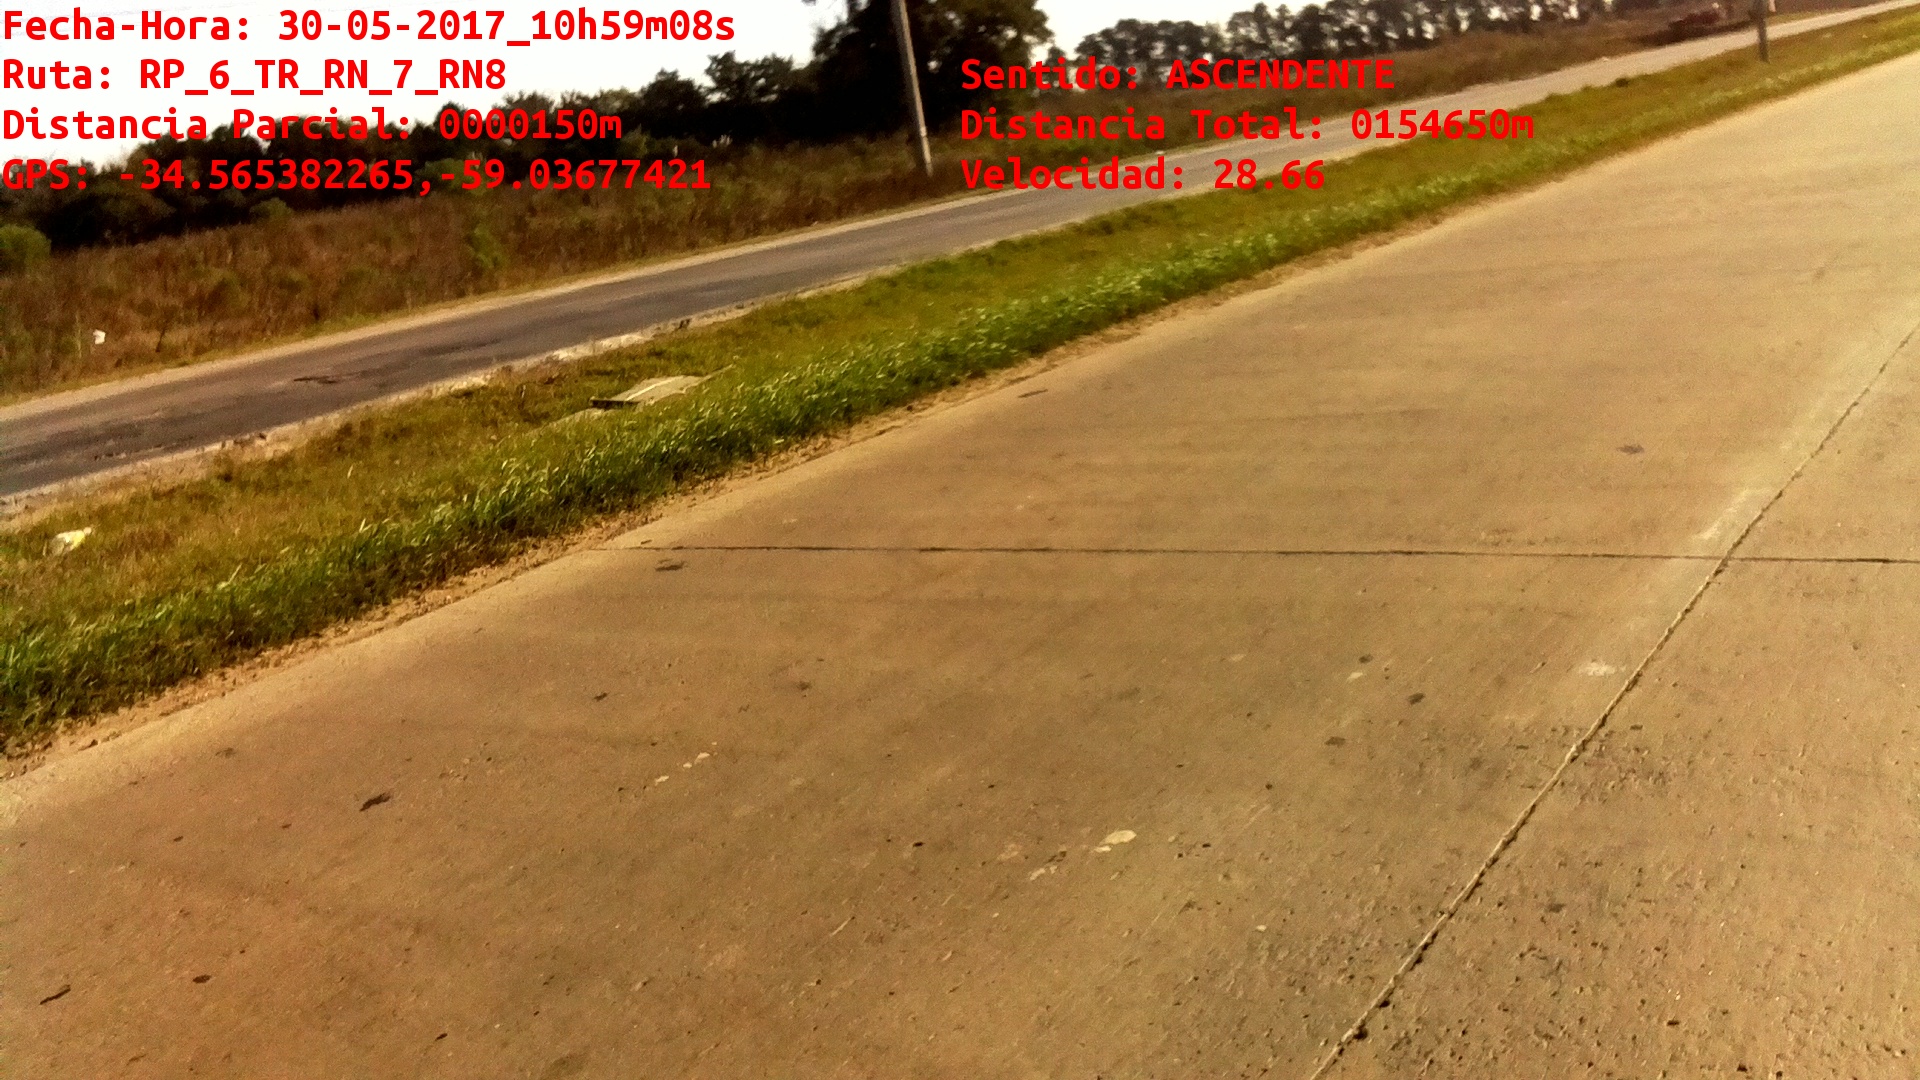 Fecha-Hora: 30-05-2017_10h59m08s
Ruta: RP_6_TR_RN_7_RN8
Sentido: ASCENDENTE
Distancia Parcial: 0000150m
Distancia Total: 0154650m
GPS: -34.565382265,-59.03677421
Velocidad: 28.66